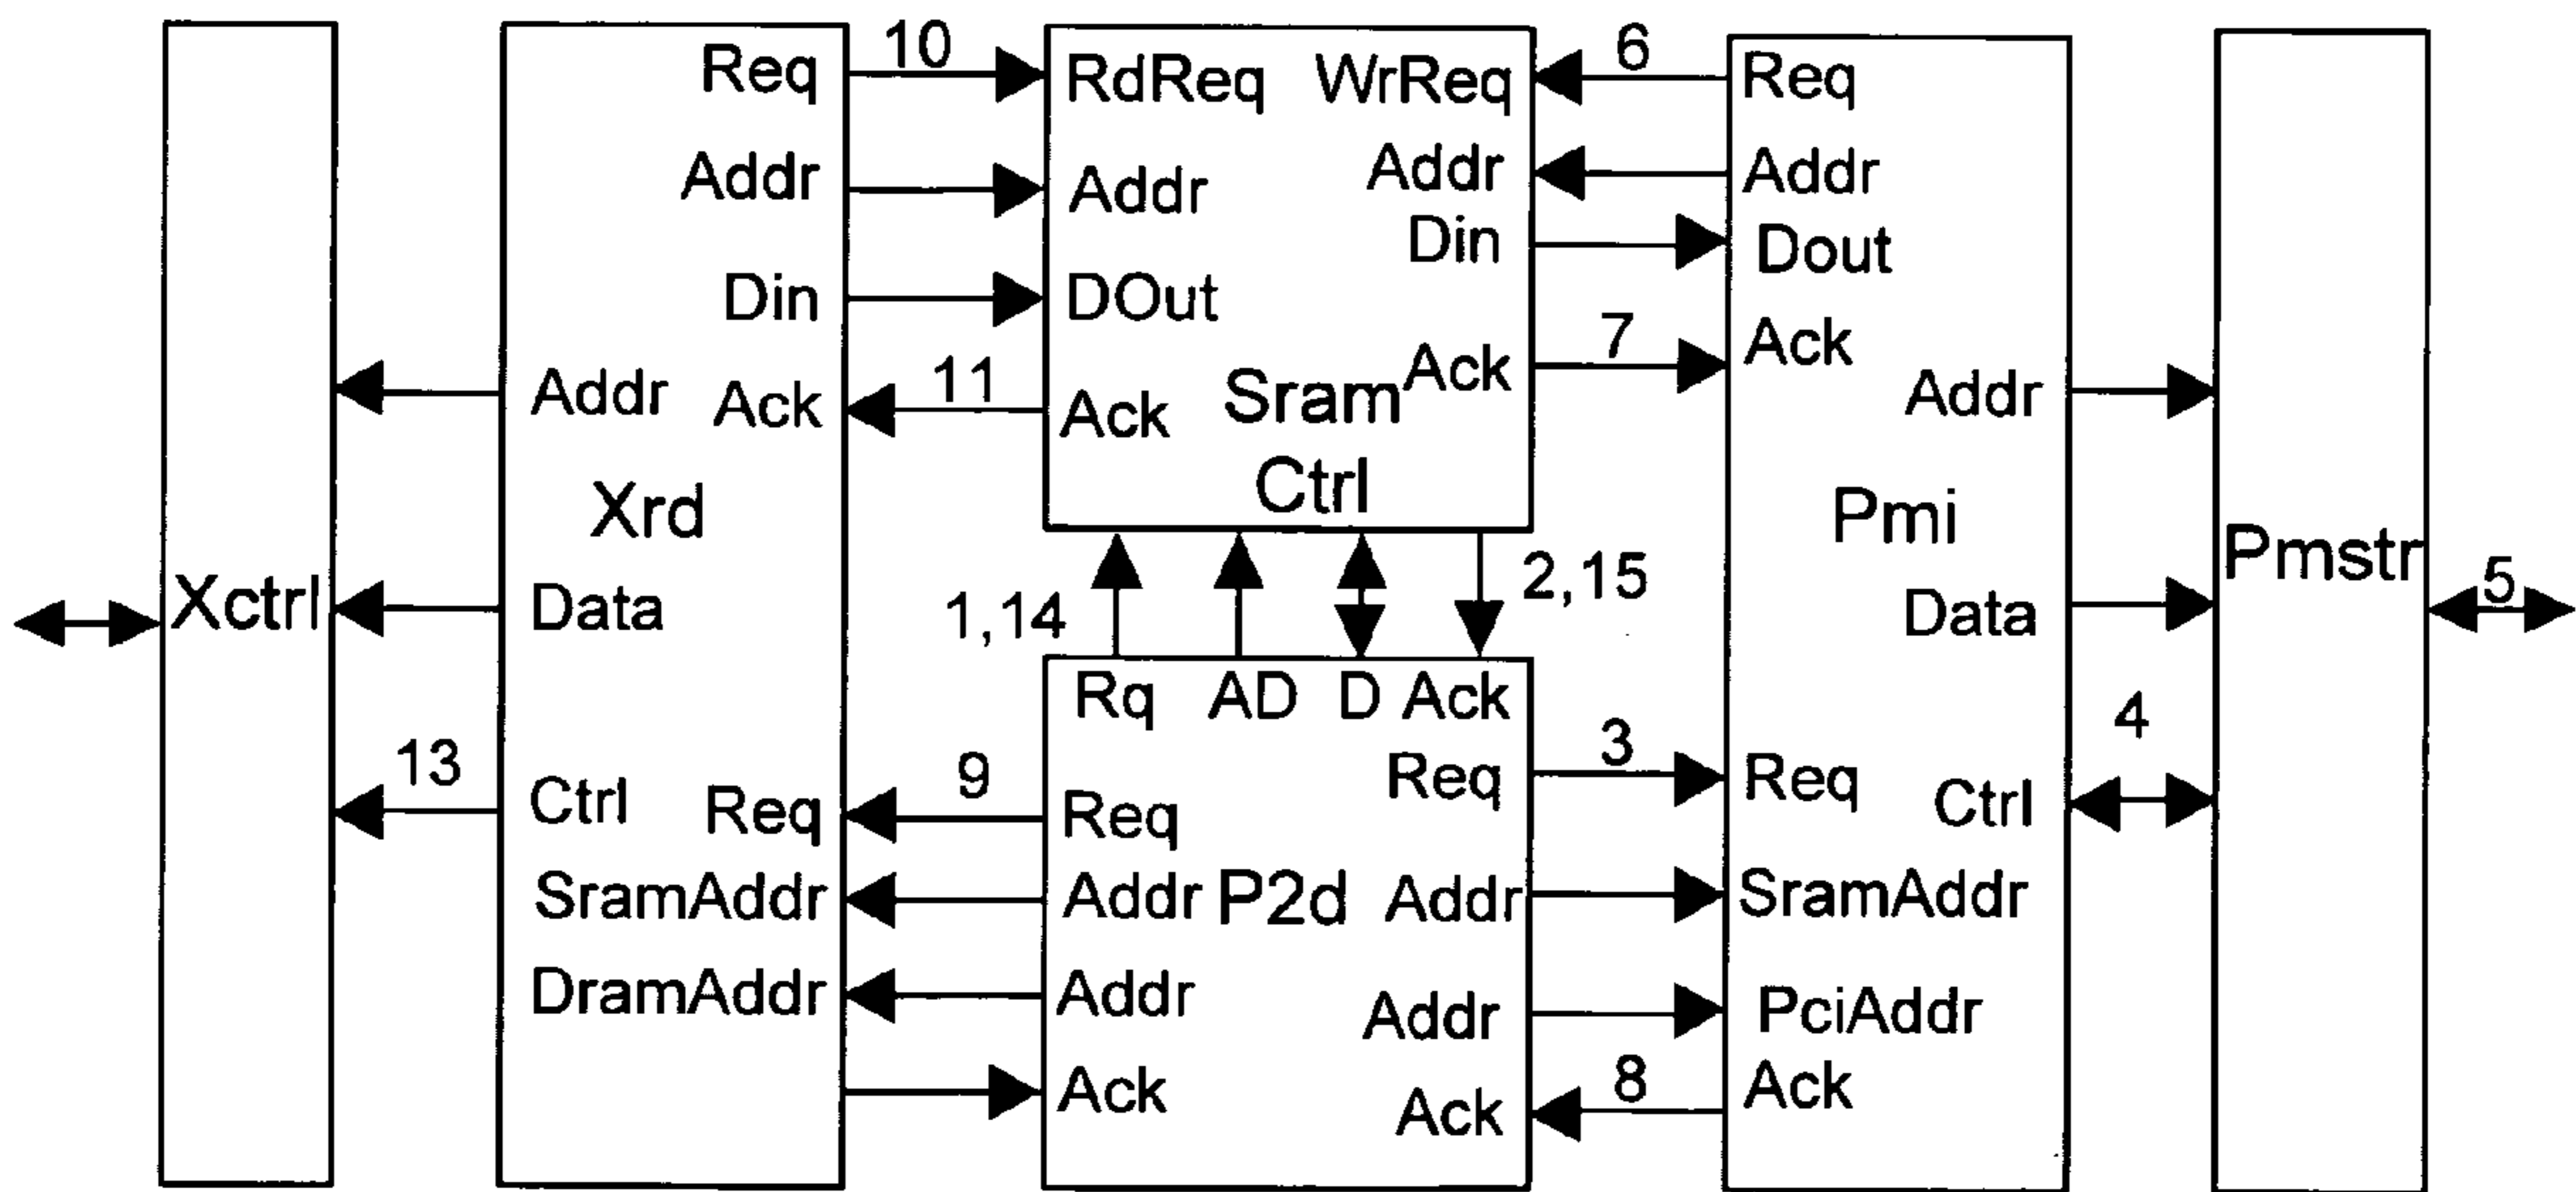 10
6
Req
RdReq
WrReq
Req
Addr
Addr
Addr
Addr
Din
DOut
Din
Dout
11
7
Addr
Ack
Ack
Sram
Ctrl
Ack
Ack
Addr
Xrd
Pmi
Xctrl
Pmstr
5
Data
Data
1,14
2,15
Rq
AD
D
Ack
13
9
3
4
Ctrl
Req
Req
Req
Req
Ctrl
SramAddr
Addr
P2d
Addr
SramAddr
DramAddr
Addr
Addr
PciAddr
Ack
Ack
8
Ack